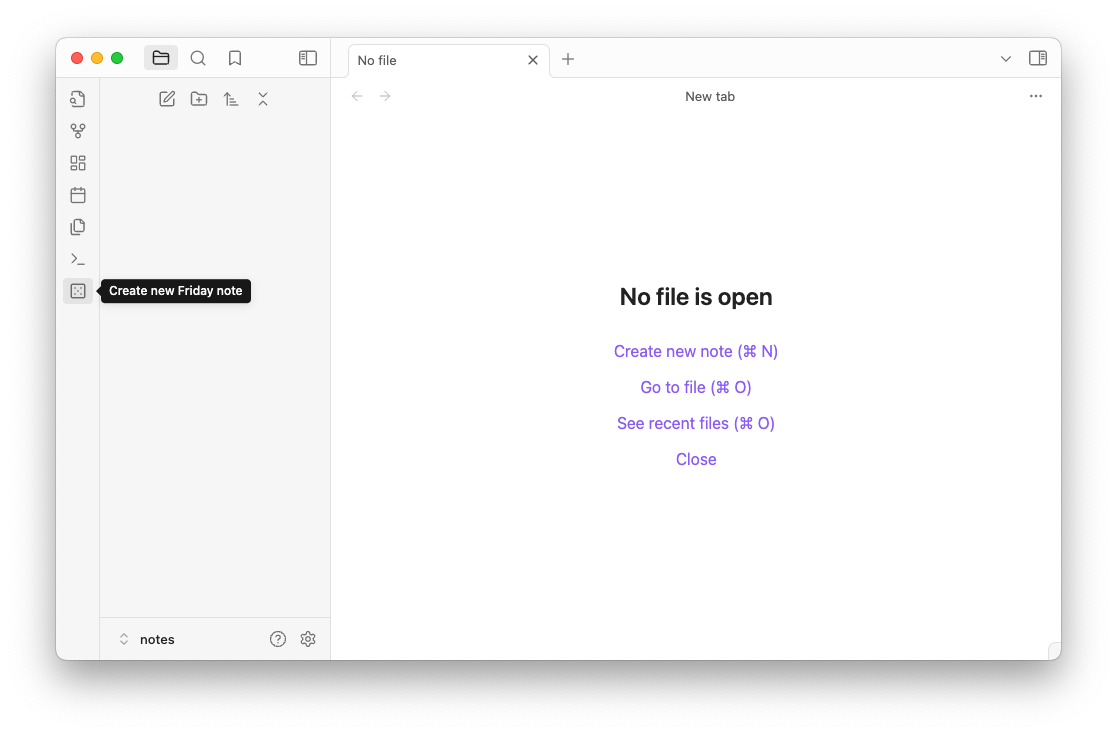 No file
New tab
Create new Friday note
No file is open
Create new note (⌘ N)
Go to file (⌘ O)
See recent files (⌘ O)
Close
notes